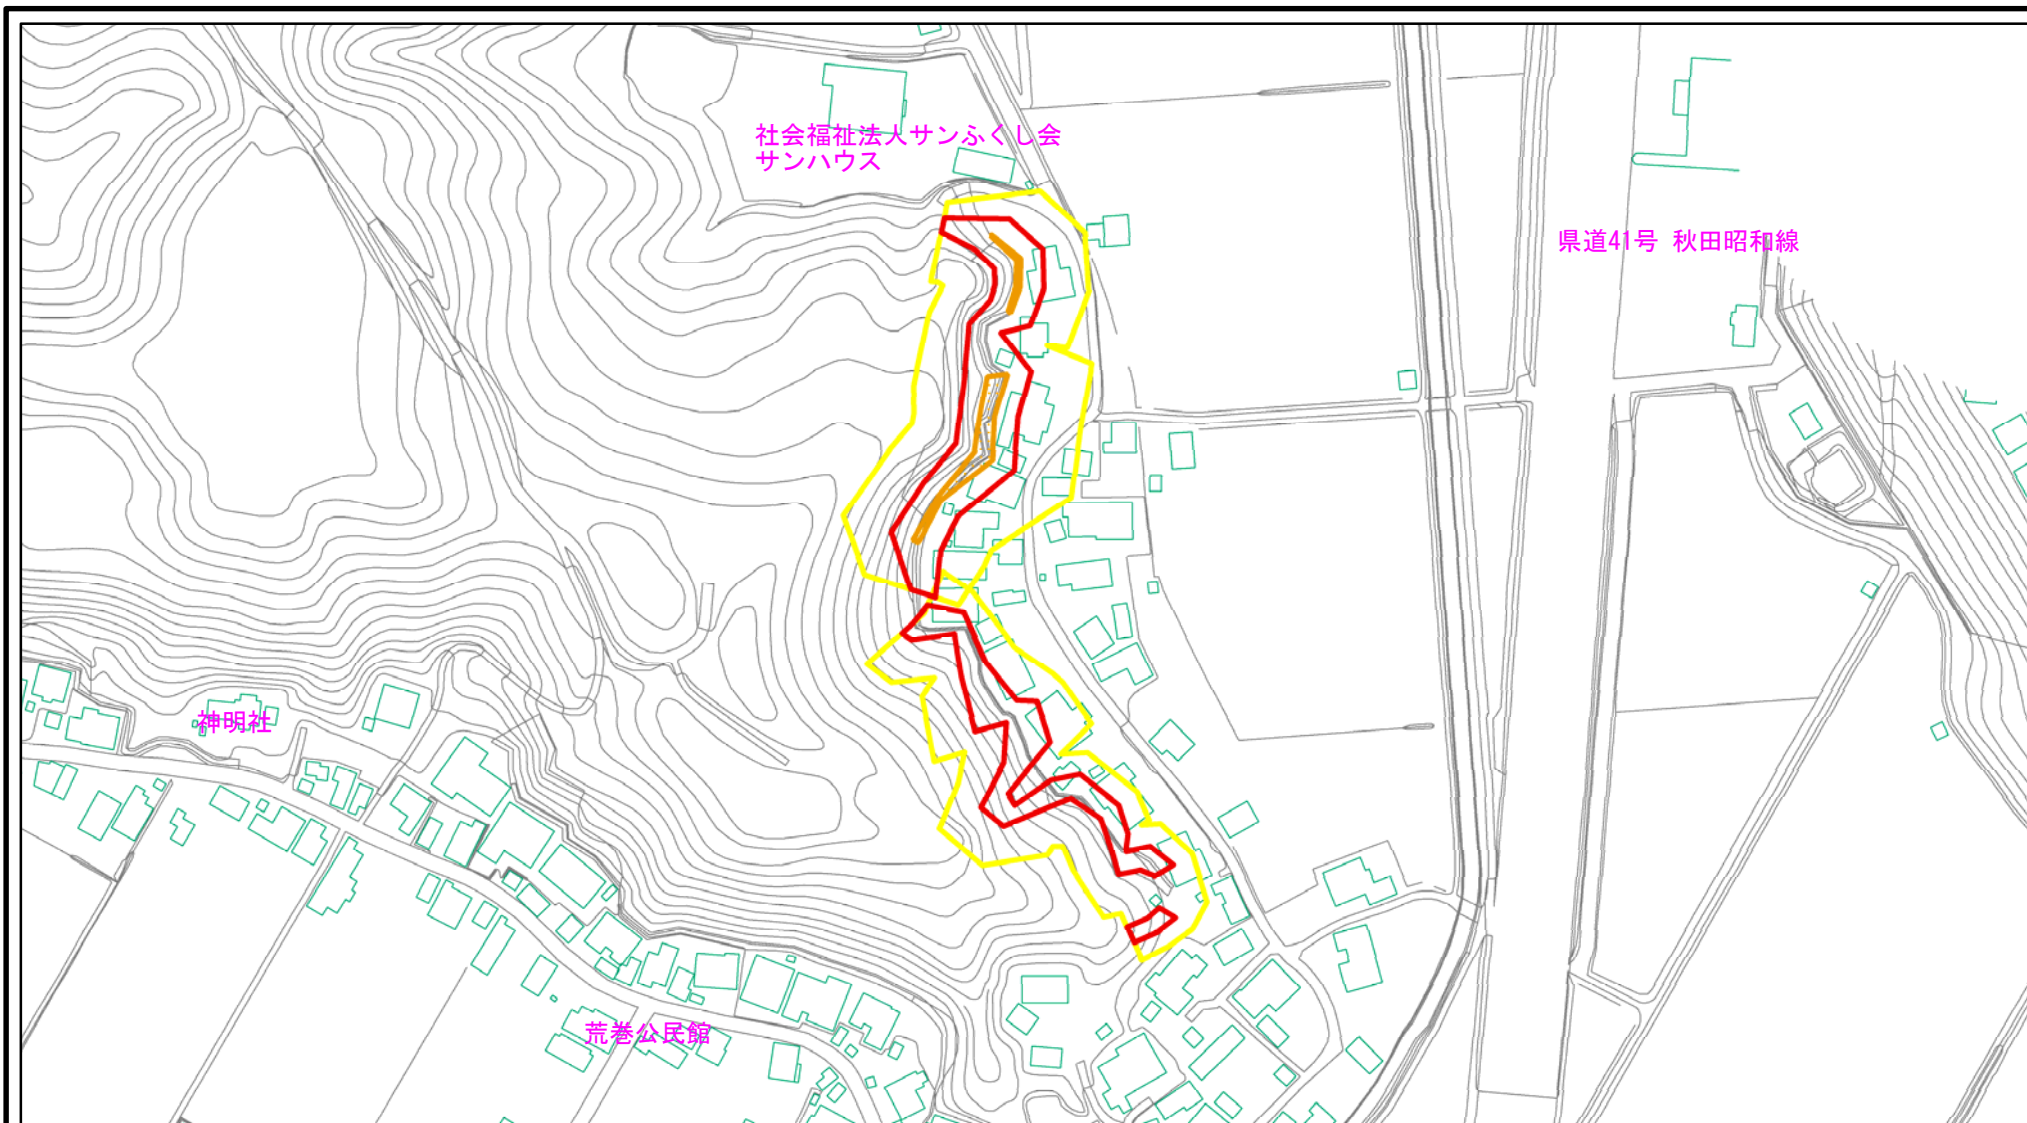 社会福祉法人サンふくし会
サンハウス
県道41号 秋田昭和線
神明社
荒巻公民館